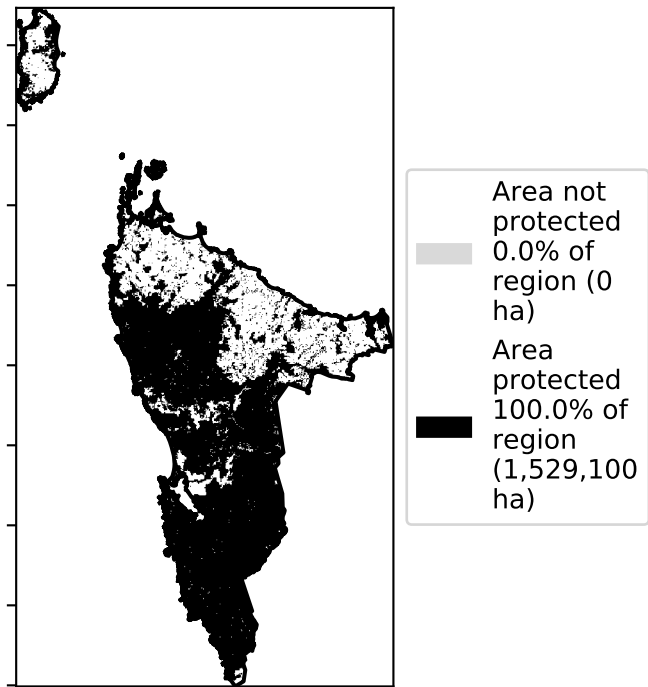 Area not
protected
0.0% of
region (0
ha)
Area
protected
100.0% of
region
(1,529,100
ha)